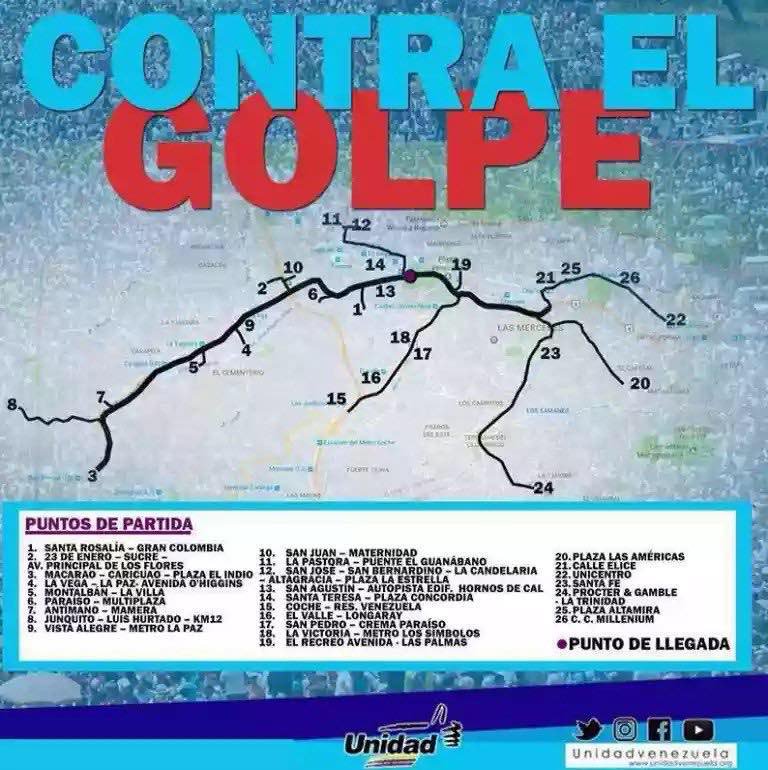 CONTRA EL
GOLPE
11 12
14
19
10
2
6
13
1
21
25
26
22
9
4
5
18
17
LAS MERCEDES
23
20
16
15
7
8
3
24
EL CEMENTERIO
PUNTOS DE PARTIDA
1. SANTA ROSALÍA – GRAN COLOMBIA
2. 23 DE ENERO – SUCRE –
AV. PRINCIPAL DE LOS FLORES
3. MACARAO – CARICUAO – PLAZA EL INDIO
4. LA VEGA – LA PAZ- AVENIDA O'HIGGINS
5. MONTALBÁN – LA VILLA
6. PARAÍSO – MULTIPLAZA
7. ANTIMANO – MAMERA
8. JUNQUITO – LUIS HURTADO – KM12
9. VISTA ALEGRE – METRO LA PAZ
10. SAN JUAN – MATERNIDAD
11. LA PASTORA – PUENTE EL GUANÁBANO
12. SAN JOSÉ – SAN BERNARDINO – LA CANDELARIA
– ALTAGRACIA – PLAZA LA ESTRELLA
13. SAN AGUSTÍN – AUTOPISTA EDIF. HORNOS DE CAL
14. SANTA TERESA – PLAZA CONCORDIA
15. COCHE – RES. VENEZUELA
16. EL VALLE – LONGARAY
17. SAN PEDRO – CREMA PARAÍSO
18. LA VICTORIA – METRO LOS SÍMBOLOS
19. EL RECREO AVENIDA - LAS PALMAS
20. PLAZA LAS AMÉRICAS
21. CALLE ELICE
22. UNICENTRO
23. SANTA FE
24. PROCTER & GAMBLE
- LA TRINIDAD
25. PLAZA ALTAMIRA
26 C. C. MILLENIUM
PUNTO DE LLEGADA
Unidad
Unidadvenezuela
www.unidadvenezuela.org